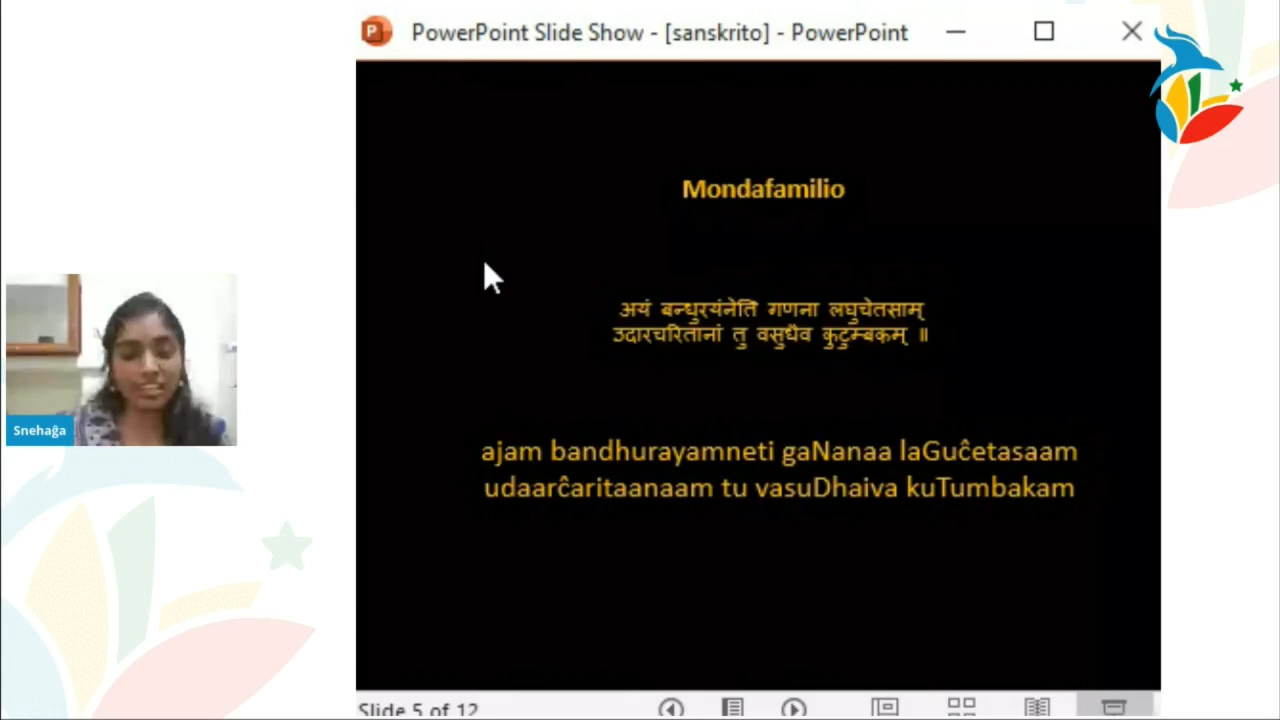 PowerPoint Slide Show - [sanskrito] - PowerPoint
Mondafamilio
अयं बन्धुरयंनेति गणना लघुचेतसाम्
उदारचरितानां तु वसुधैव कुटुम्बकम् ॥
ajam bandhurayamneti gaNanaa laGuĉetasaam
udaarĉaritaanaam tu vasuDhaiva kuTumbakam
Snehaĝa
Slide 5 of 12